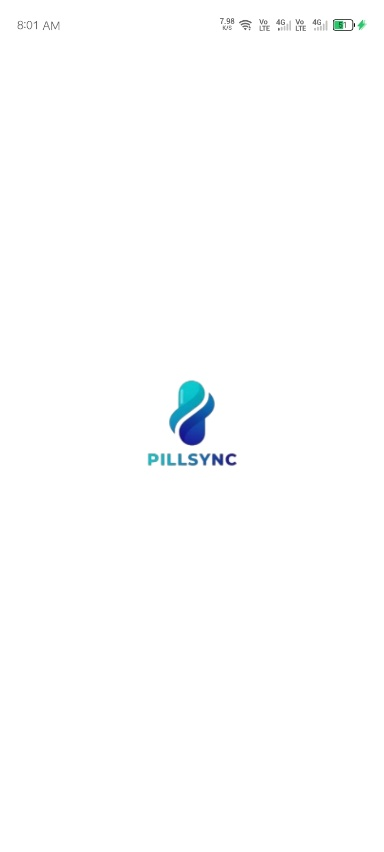 8:01 AM
7.98 K/S
Vo LTE
4G
Vo LTE
4G
51
PILLSYNC